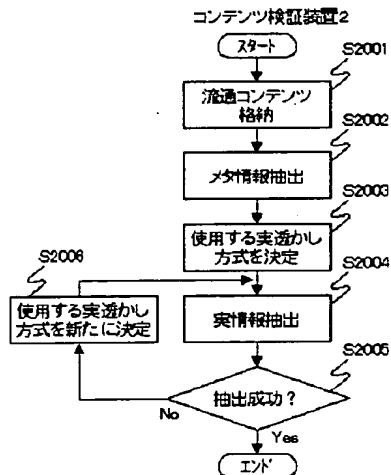 コンテンツ検証装置2
スタート
S2001
流通コンテンツ
格納
S2002
メタ情報抽出
S2003
使用する実透かし
方式を決定
S2004
実情報抽出
S2006
使用する実透かし
方式を新たに決定
S2005
抽出成功?
No
Yes
エンド